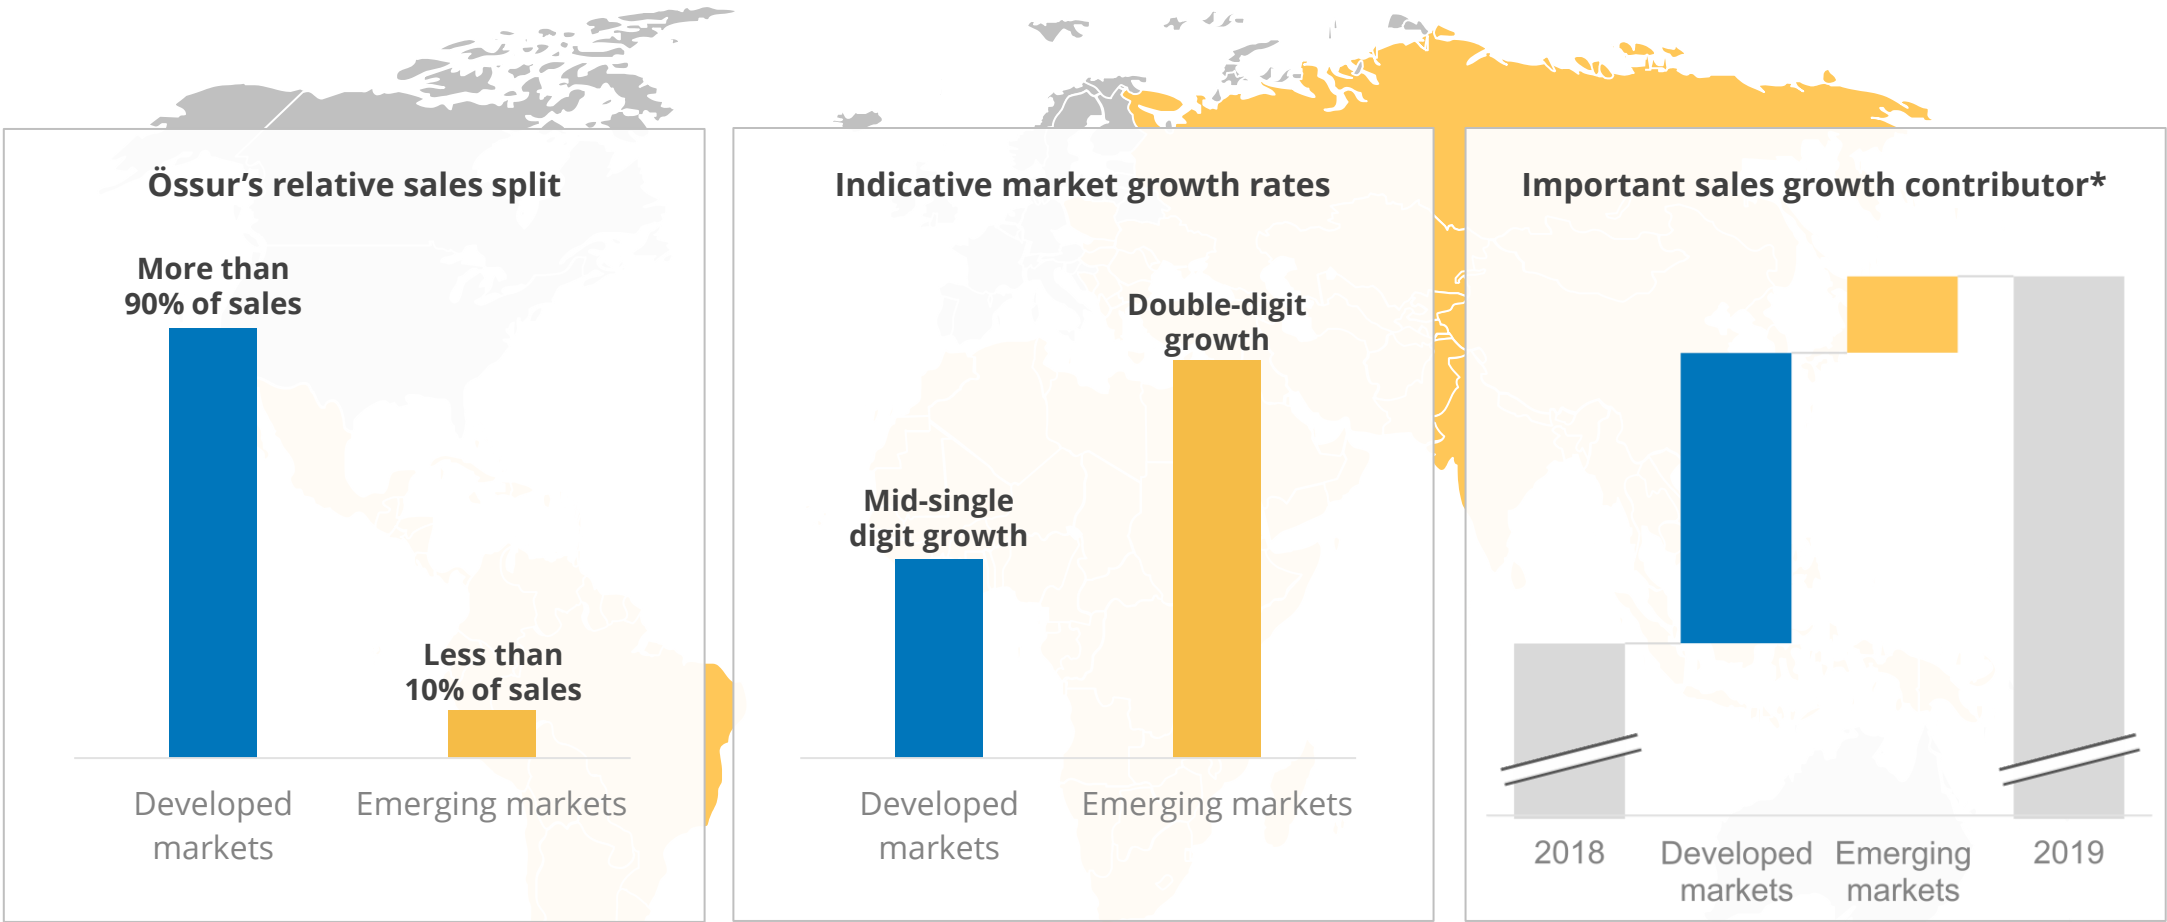 Össur’s relative sales split
More than
90% of sales
Less than
10% of sales
Developed
markets
Emerging markets
Indicative market growth rates
Mid-single
digit growth
Double-digit
growth
Developed
markets
Emerging markets
Important sales growth contributor*
2018
Developed
markets
Emerging
markets
2019